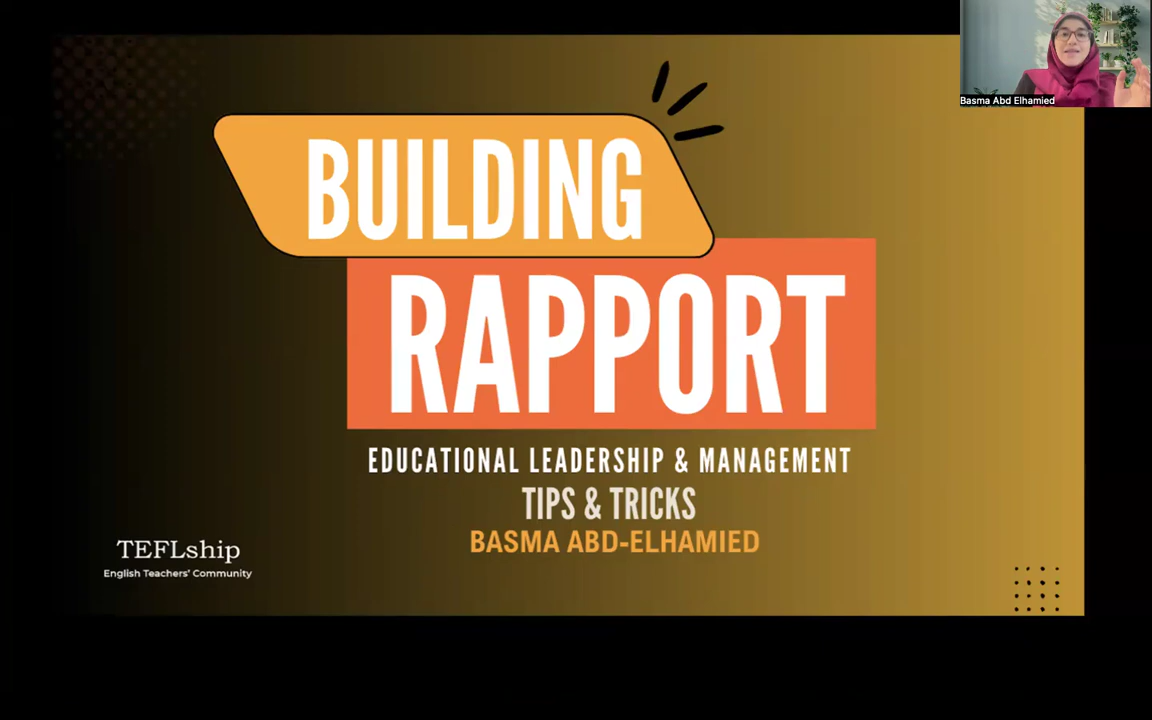 Basma Abd Elhamied
BUILDING
RAPPORT
EDUCATIONAL LEADERSHIP & MANAGEMENT
TIPS & TRICKS
BASMA ABD-ELHAMIED
TEFLship
English Teachers' Community